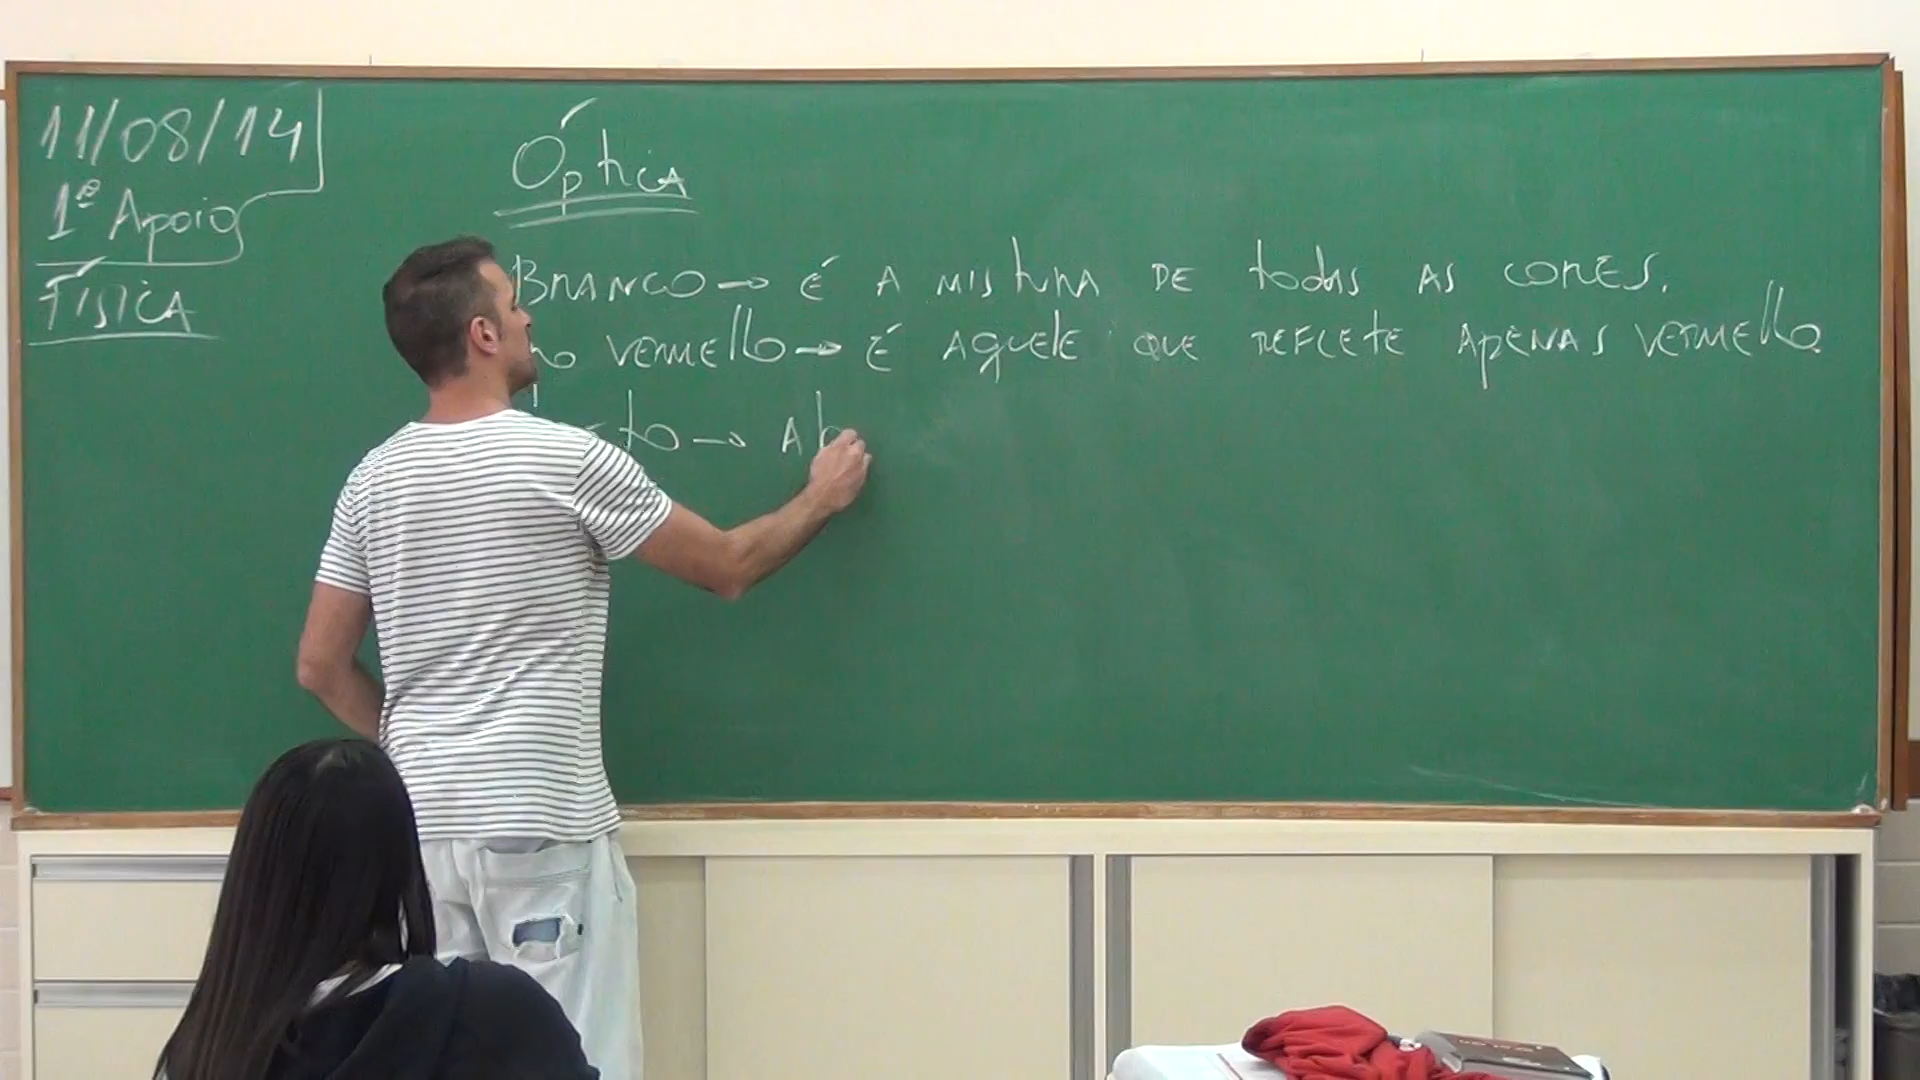 11/08/14
1º Apoio
FÍSICA
Óptica
BRANCO → É A MISTURA DE TODAS AS CORES.
VERMELLO → É AQUELE QUE REFLETE APENAS VERMELLO.
→ Ab